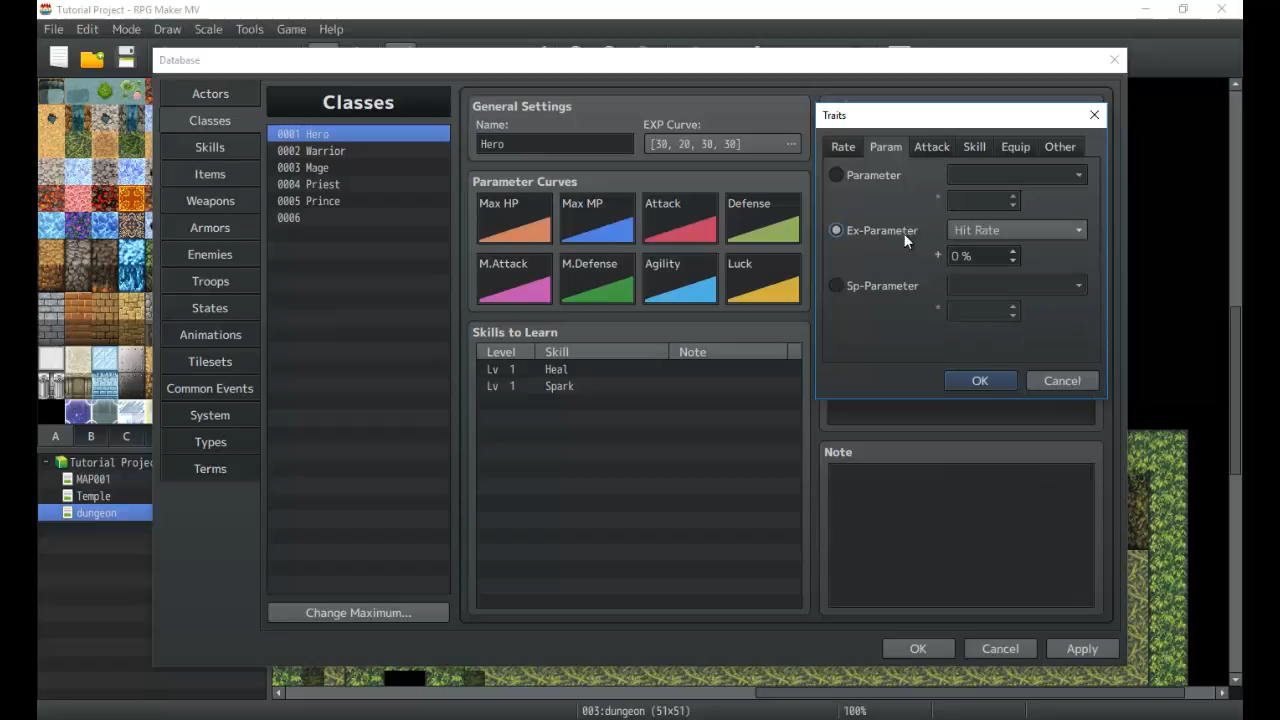 Tutorial Project - RPG Maker MV
File Edit Mode Draw Scale Tools Game Help
Database
Actors
Classes
Skills
Items
Weapons
Armors
Enemies
Troops
States
Animations
Tilesets
Common Events
System
Types
Terms
Classes
0001 Hero
0002 Warrior
0003 Mage
0004 Priest
0005 Prince
0006
Change Maximum...
General Settings
Name:
EXP Curve:
Hero
[30, 20, 30, 30]
...
Parameter Curves
Max HP
Max MP
Attack
Defense
M.Attack
M.Defense
Agility
Luck
Skills to Learn
Level Skill Note
Lv 1 Heal
Lv 1 Spark
Traits
Rate Param Attack Skill Equip Other
Parameter
*
Ex-Parameter Hit Rate
+ 0 %
Sp-Parameter
*
OK Cancel
Note
OK Cancel Apply
A B C
Tutorial Projec
MAP001
Temple
dungeon
003:dungeon (51x51)
100%